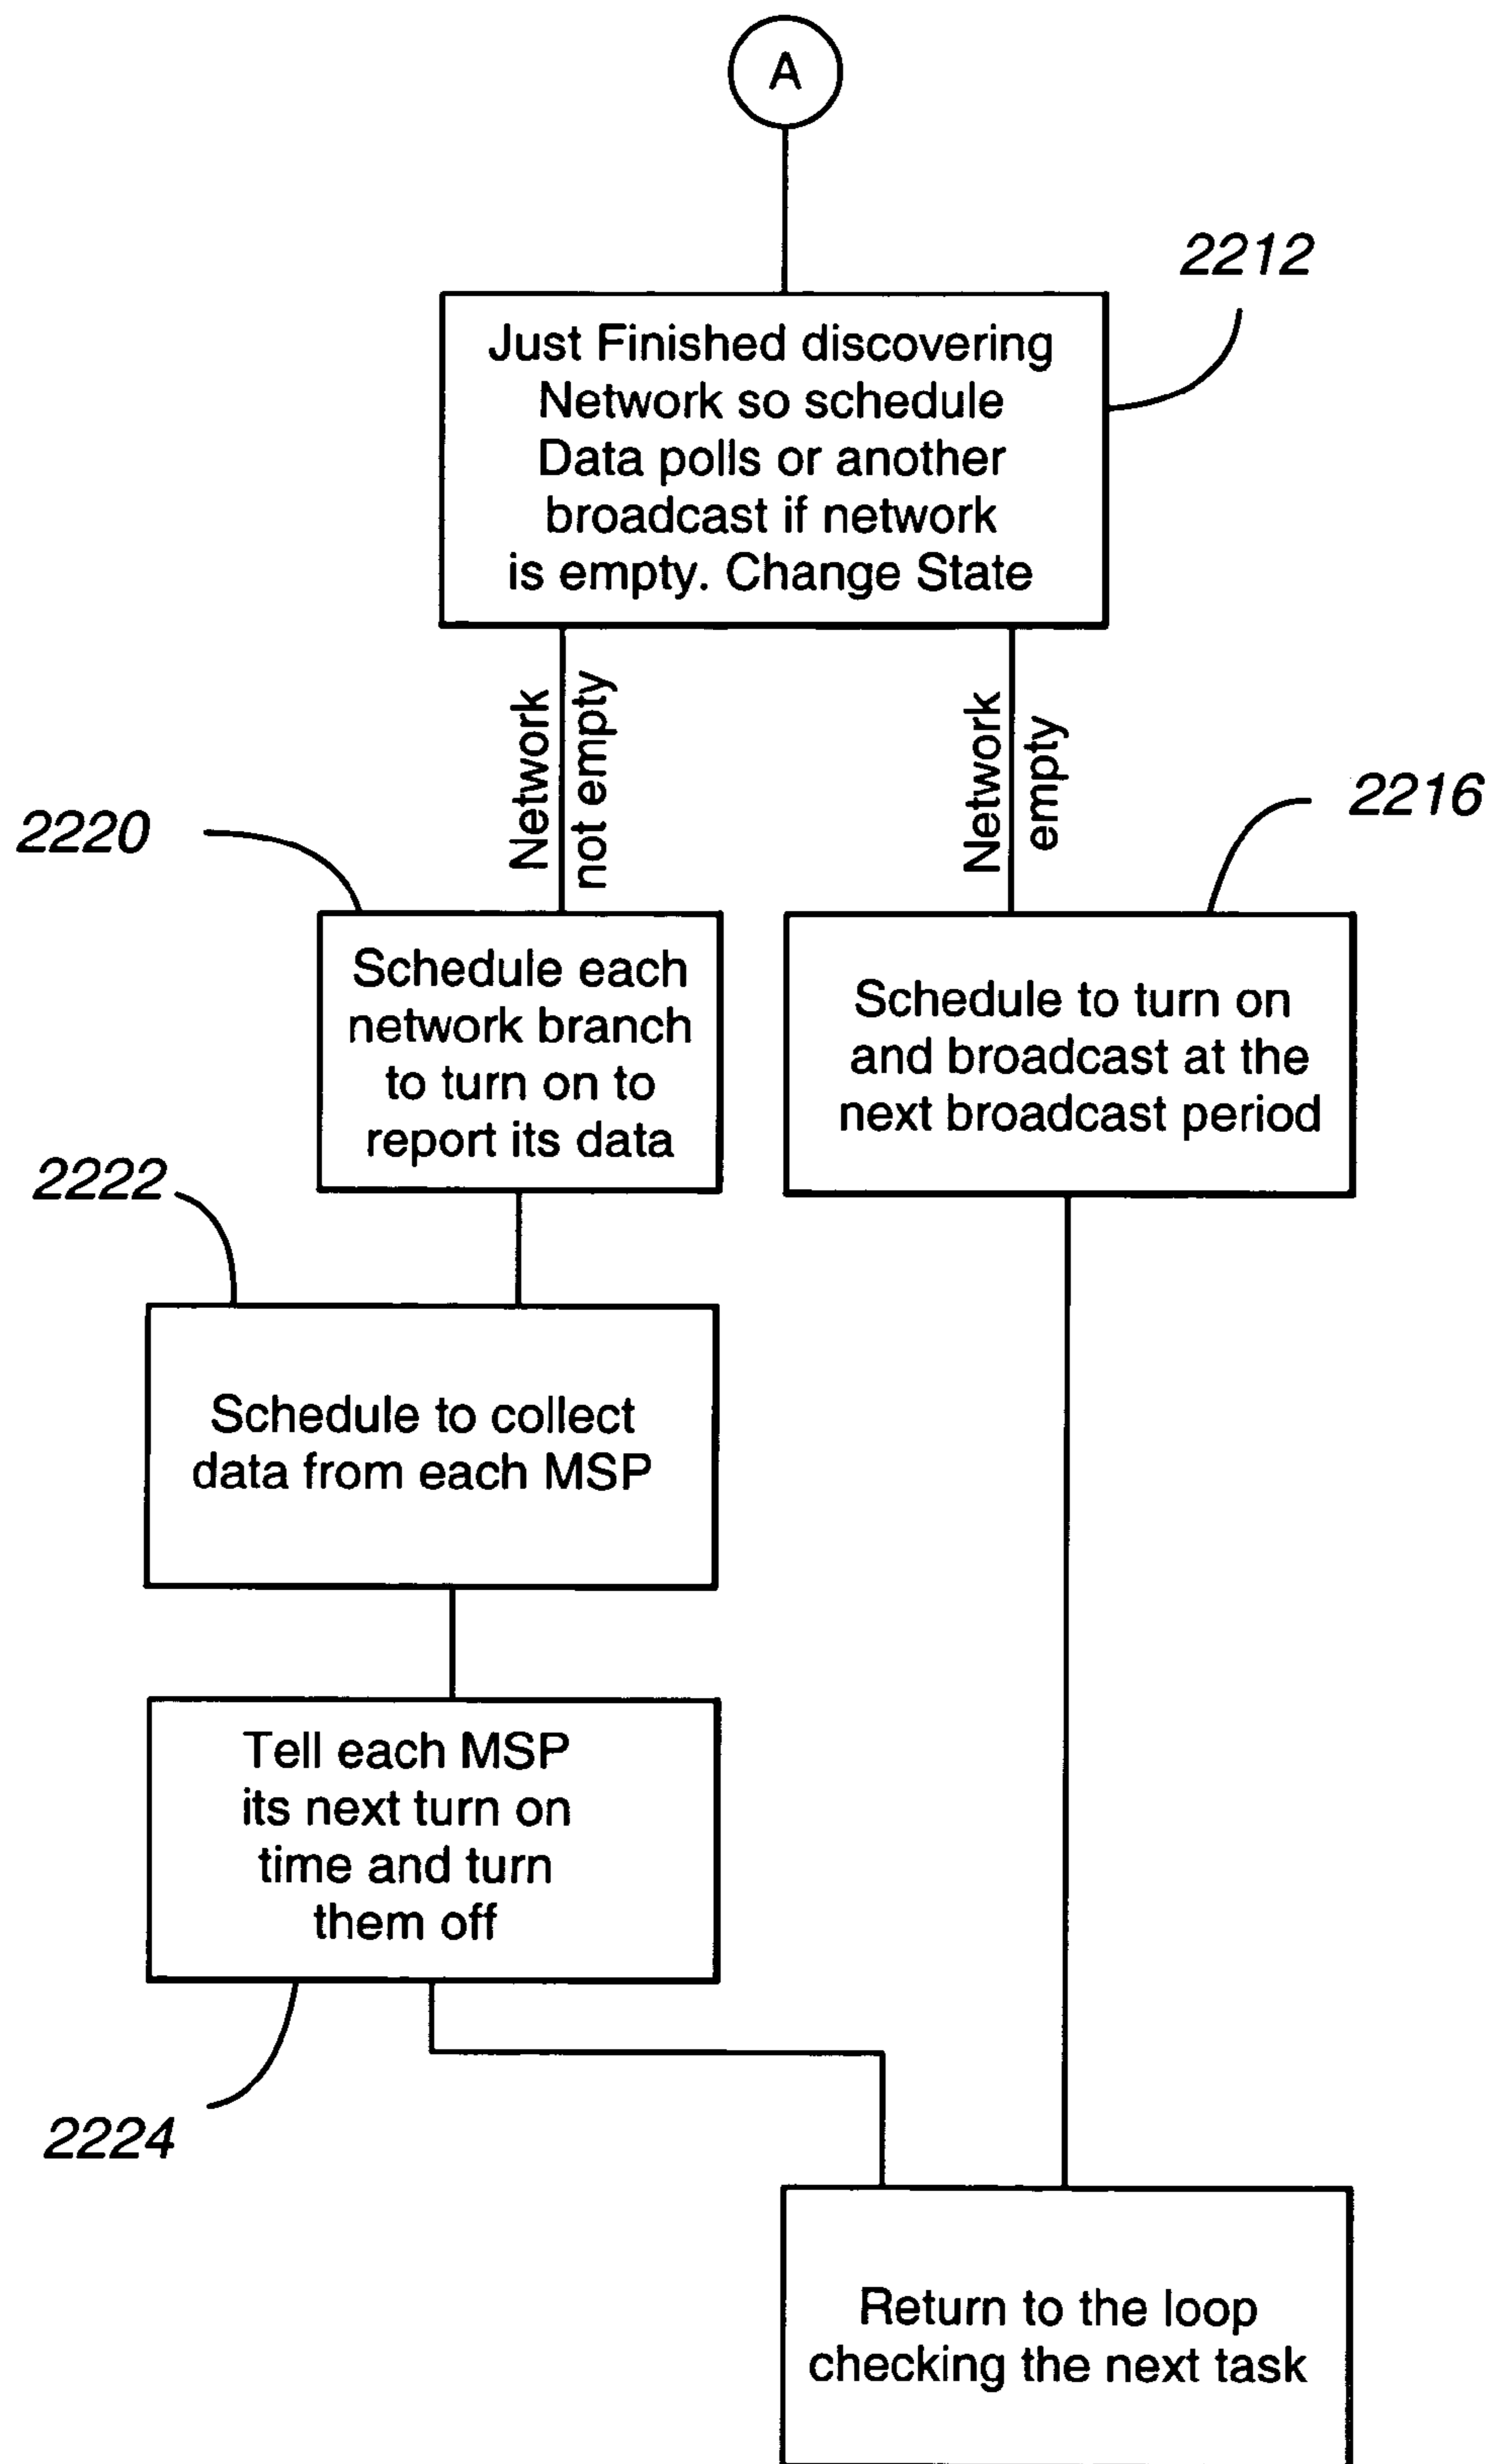 A
2212
Just Finished discovering
Network so schedule
Data polls or another
broadcast if network
is empty. Change State
Network
not empty
Network
empty
2220
2216
Schedule each
network branch
to turn on to
report its data
Schedule to turn on
and broadcast at the
next broadcast period
2222
Schedule to collect
data from each MSP
Tell each MSP
its next turn on
time and turn
them off
2224
Return to the loop
checking the next task